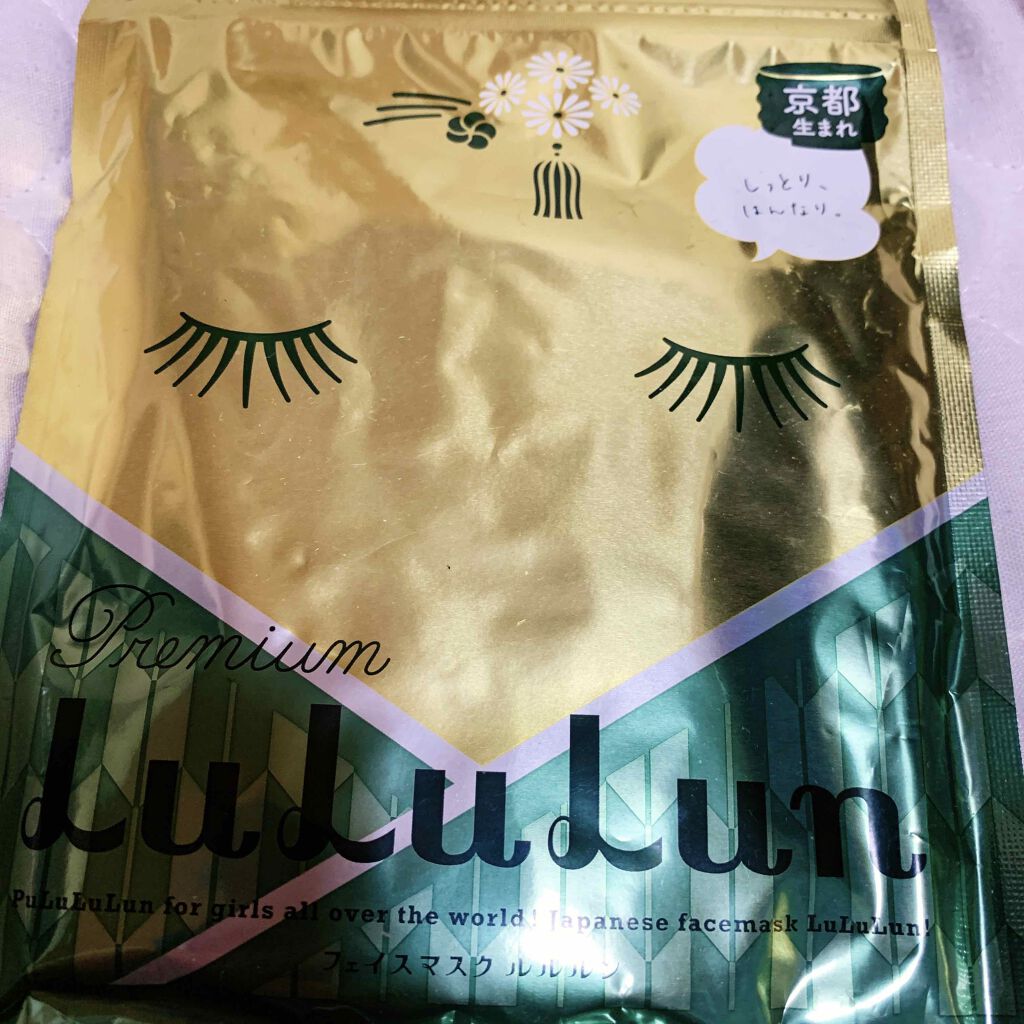 京都
生まれ
しっとり、
はんなり。
Premium
LuLuLun
PuLuLuLun for girls all over the world! Japanese facemask LuLuLun!
フェイスマスク ルルルン